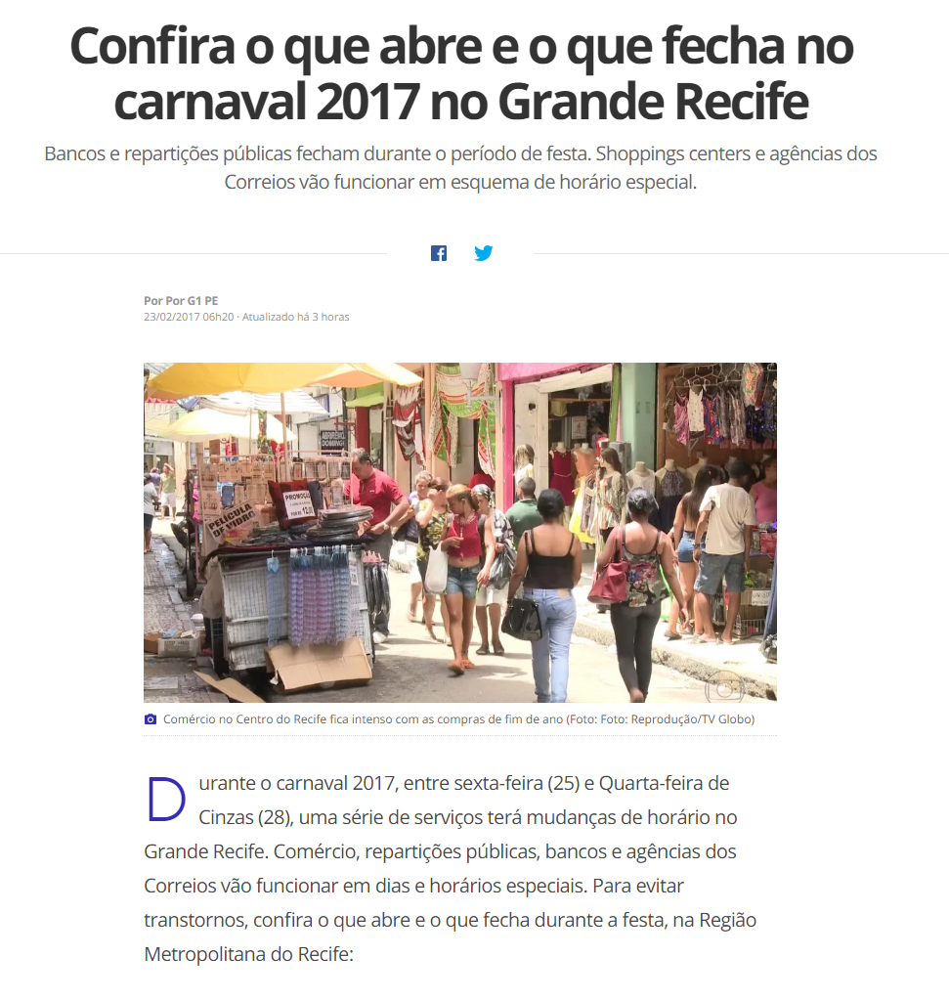 Confira o que abre e o que fecha no
carnaval 2017 no Grande Recife
Bancos e repartições públicas fecham durante o período de festa. Shoppings centers e agências dos
Correios vão funcionar em esquema de horário especial.
Por Por G1 PE
23/02/2017 06h20 · Atualizado há 3 horas
ABRIREMOS
DOMINGO
PROMOÇÃO
12,00
PELÍCULA
DE VIDRO
Comércio no Centro do Recife fica intenso com as compras de fim de ano (Foto: Foto: Reprodução/TV Globo)
Durante o carnaval 2017, entre sexta-feira (25) e Quarta-feira de
Cinzas (28), uma série de serviços terá mudanças de horário no
Grande Recife. Comércio, repartições públicas, bancos e agências dos
Correios vão funcionar em dias e horários especiais. Para evitar
transtornos, confira o que abre e o que fecha durante a festa, na Região
Metropolitana do Recife: